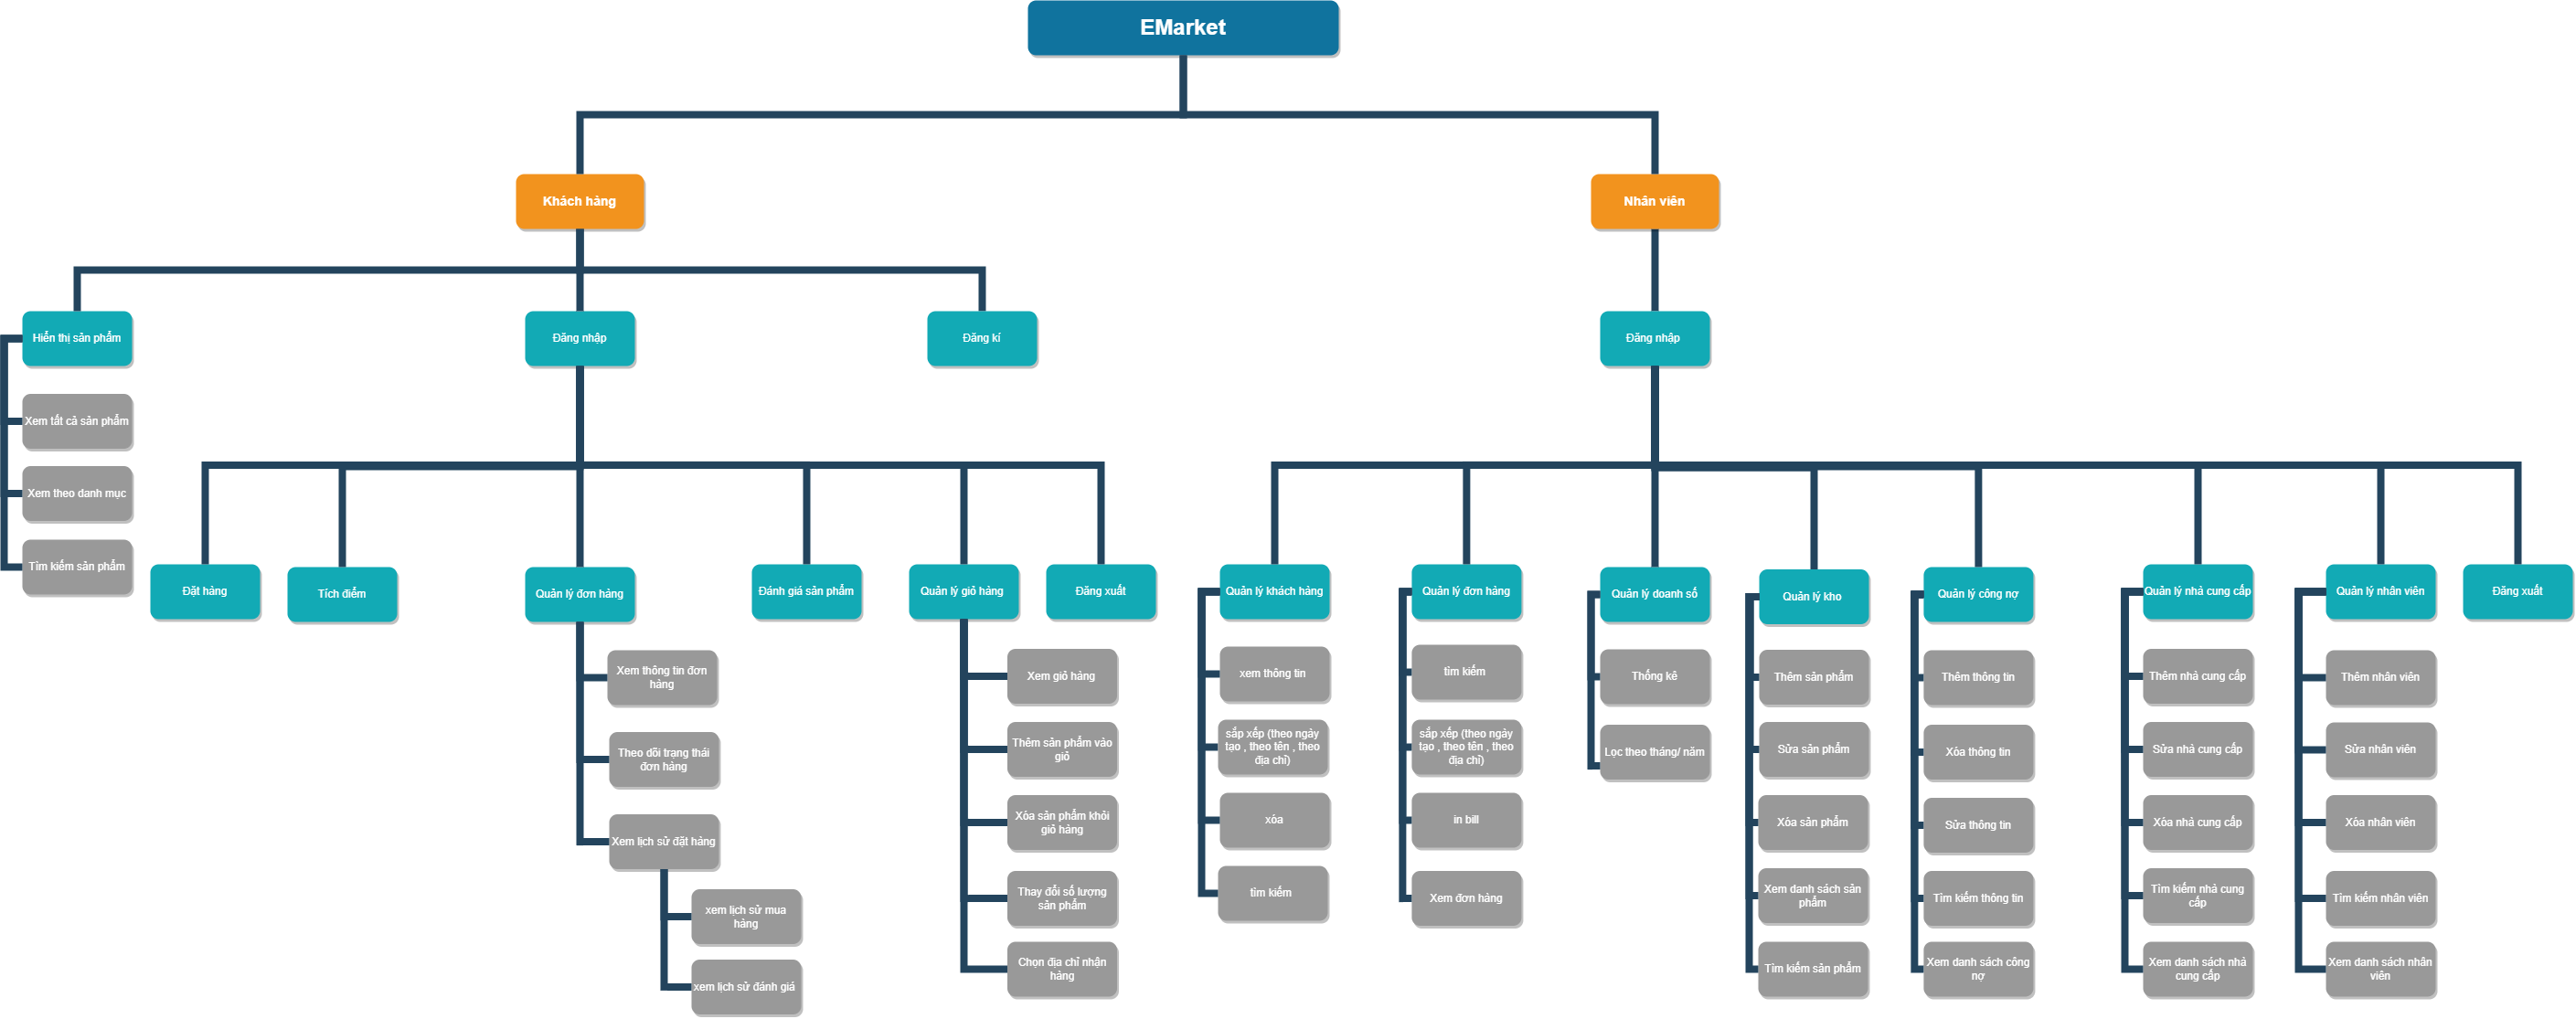 EMarket
Khách hàng
Nhân viên
Hiển thị sản phẩm
Đăng nhập
Đăng kí
Đăng nhập
Xem tất cả sản phẩm
Xem theo danh mục
Tìm kiếm sản phẩm
Đặt hàng
Tích điểm
Quản lý đơn hàng
Đánh giá sản phẩm
Quản lý giỏ hàng
Đăng xuất
Quản lý khách hàng
Quản lý đơn hàng
Quản lý doanh số
Quản lý kho
Quản lý công nợ
Quản lý nhà cung cấp
Quản lý nhân viên
Đăng xuất
Xem thông tin đơn
hàng
Theo dõi trạng thái
đơn hàng
Xem lịch sử đặt hàng
xem lịch sử mua
hàng
xem lịch sử đánh giá
Xem giỏ hàng
Thêm sản phẩm vào
giỏ
Xóa sản phẩm khỏi
giỏ hàng
Thay đổi số lượng
sản phẩm
Chọn địa chỉ nhận
hàng
xem thông tin
sắp xếp (theo ngày
tạo , theo tên , theo
địa chỉ)
xóa
tìm kiếm
tìm kiếm
sắp xếp (theo ngày
tạo , theo tên , theo
địa chỉ)
in bill
Xem đơn hàng
Thống kê
Lọc theo tháng/ năm
Thêm sản phẩm
Sửa sản phẩm
Xóa sản phẩm
Xem danh sách sản
phẩm
Tìm kiếm sản phẩm
Thêm thông tin
Xóa thông tin
Sửa thông tin
Tìm kiếm thông tin
Xem danh sách công
nợ
Thêm nhà cung cấp
Sửa nhà cung cấp
Xóa nhà cung cấp
Tìm kiếm nhà cung
cấp
Xem danh sách nhà
cung cấp
Thêm nhân viên
Sửa nhân viên
Xóa nhân viên
Tìm kiếm nhân viên
Xem danh sách nhân
viên